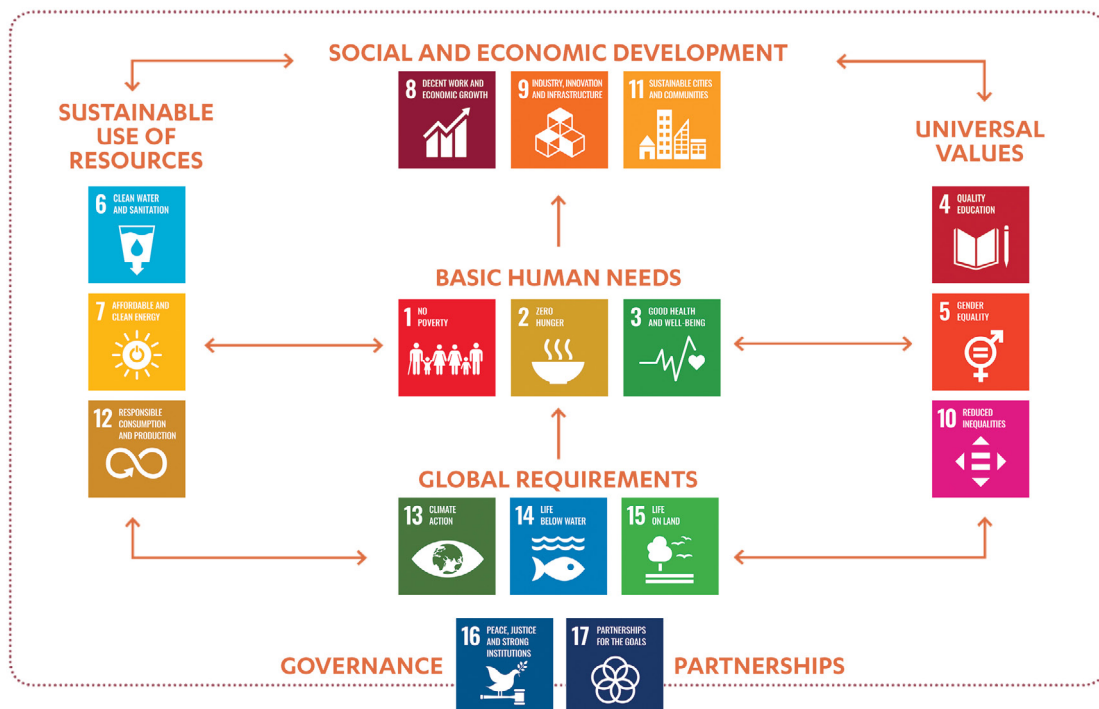 SOCIAL AND ECONOMIC DEVELOPMENT
8 DECENT WORK AND
ECONOMIC GROWTH
9 INDUSTRY, INNOVATION
AND INFRASTRUCTURE
11 SUSTAINABLE CITIES
AND COMMUNITIES
SUSTAINABLE
USE OF
RESOURCES
6 CLEAN WATER
AND SANITATION
7 AFFORDABLE AND
CLEAN ENERGY
12 RESPONSIBLE
CONSUMPTION
AND PRODUCTION
BASIC HUMAN NEEDS
1 NO
POVERTY
2 ZERO
HUNGER
3 GOOD HEALTH
AND WELL-BEING
UNIVERSAL
VALUES
4 QUALITY
EDUCATION
5 GENDER
EQUALITY
10 REDUCED
INEQUALITIES
GLOBAL REQUIREMENTS
13 CLIMATE
ACTION
14 LIFE
BELOW WATER
15 LIFE
ON LAND
GOVERNANCE
16 PEACE, JUSTICE
AND STRONG
INSTITUTIONS
17 PARTNERSHIPS
FOR THE GOALS
PARTNERSHIPS